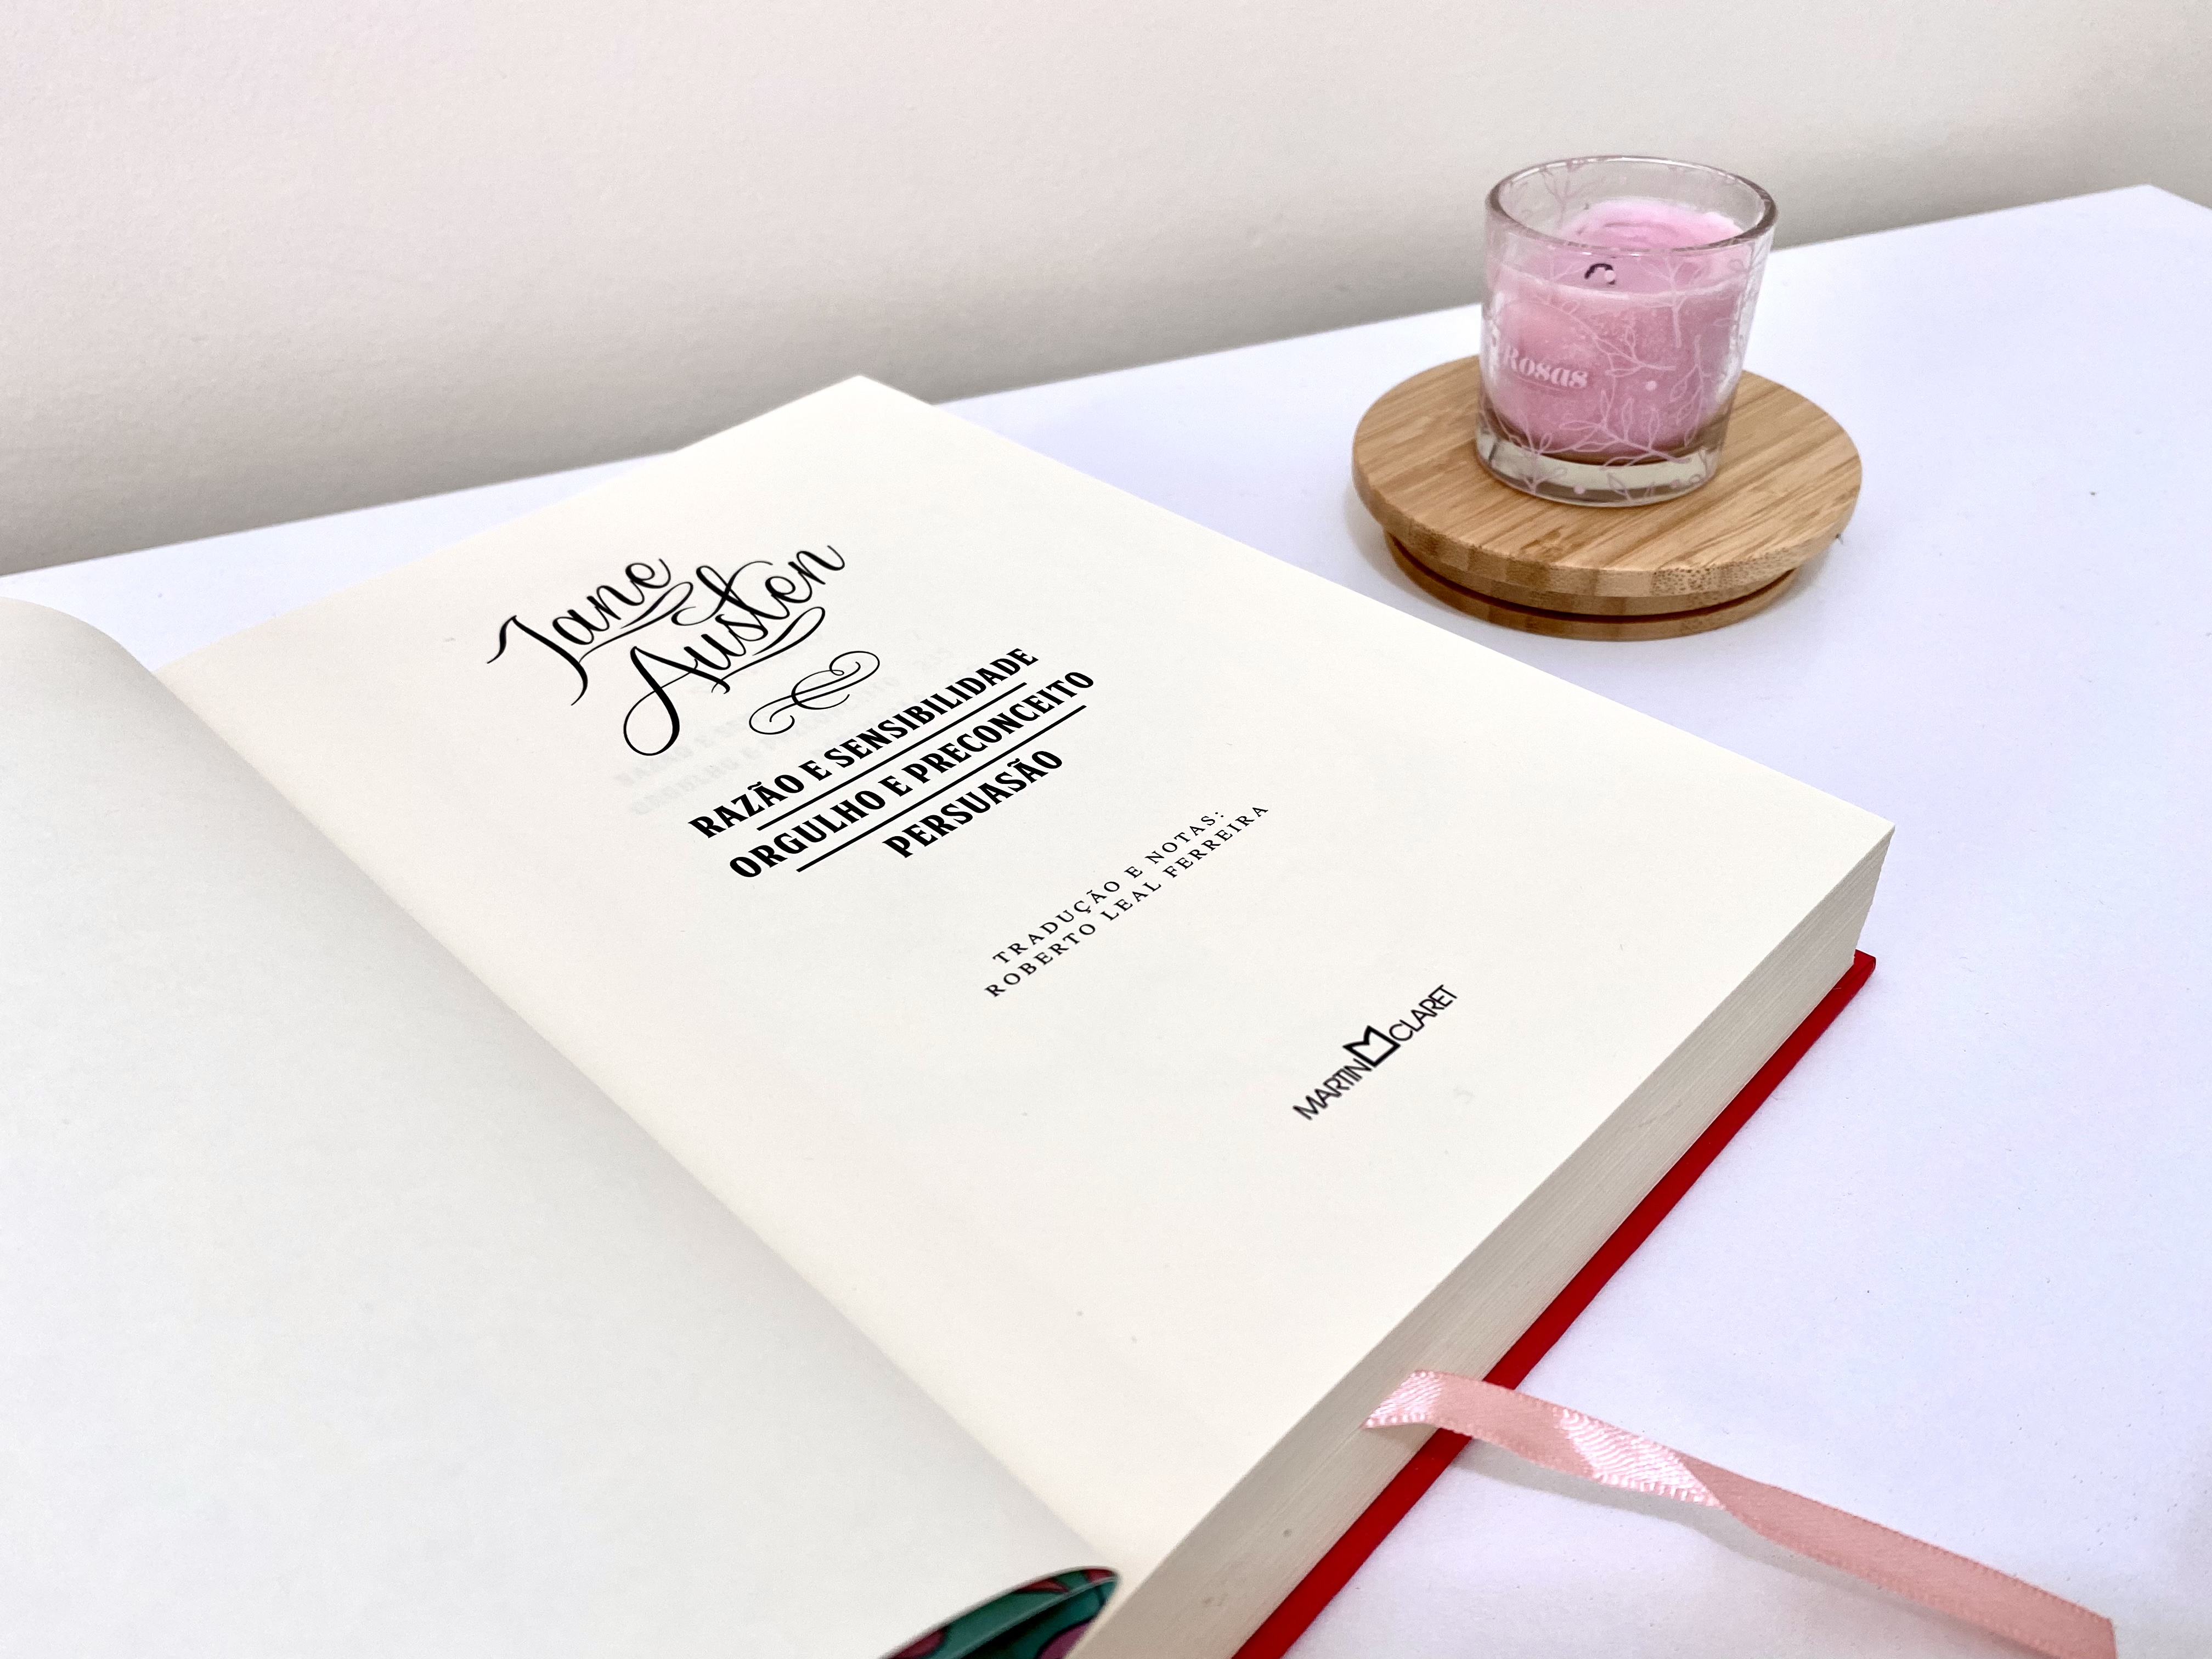 Jane
Austen
RAZÃO E SENSIBILIDADE
ORGULHO E PRECONCEITO
PERSUASÃO
TRADUÇÃO E NOTAS:
ROBERTO LEAL FERREIRA
MARTIN CLARET
Rosas